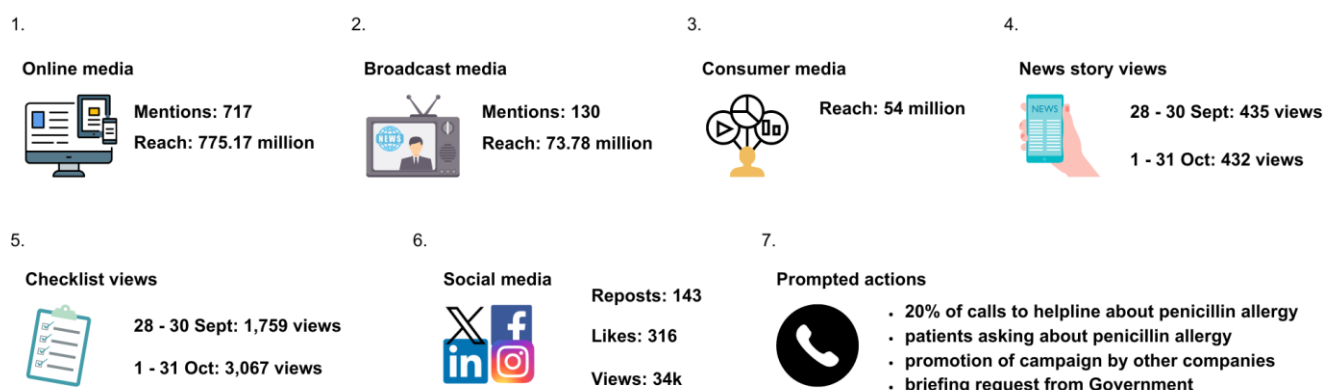 1.
Online media
Mentions: 717
Reach: 775.17 million
2.
Broadcast media
NEWS
Mentions: 130
Reach: 73.78 million
3.
Consumer media
Reach: 54 million
4.
News story views
NEWS
28 - 30 Sept: 435 views
1 - 31 Oct: 432 views
5.
Checklist views
28 - 30 Sept: 1,759 views
1 - 31 Oct: 3,067 views
6.
Social media
X
f
in
Reposts: 143
Likes: 316
Views: 34k
7.
Prompted actions
• 20% of calls to helpline about penicillin allergy
• patients asking about penicillin allergy
• promotion of campaign by other companies
• briefing request from Government